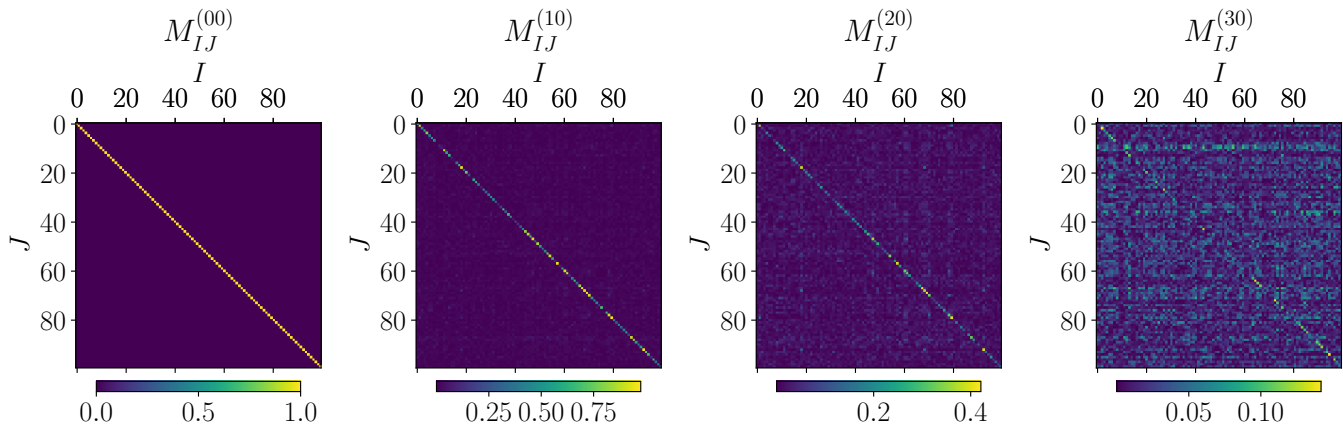 M_{IJ}^{(00)} M_{IJ}^{(10)} M_{IJ}^{(20)} M_{IJ}^{(30)}
I I I I
0 20 40 60 80 0 20 40 60 80 0 20 40 60 80 0 20 40 60 80
0 0 0 0
20 20 20 20
40 40 40 40
J J J J
60 60 60 60
80 80 80 80
0.0 0.5 1.0 0.25 0.50 0.75 0.2 0.4 0.05 0.10